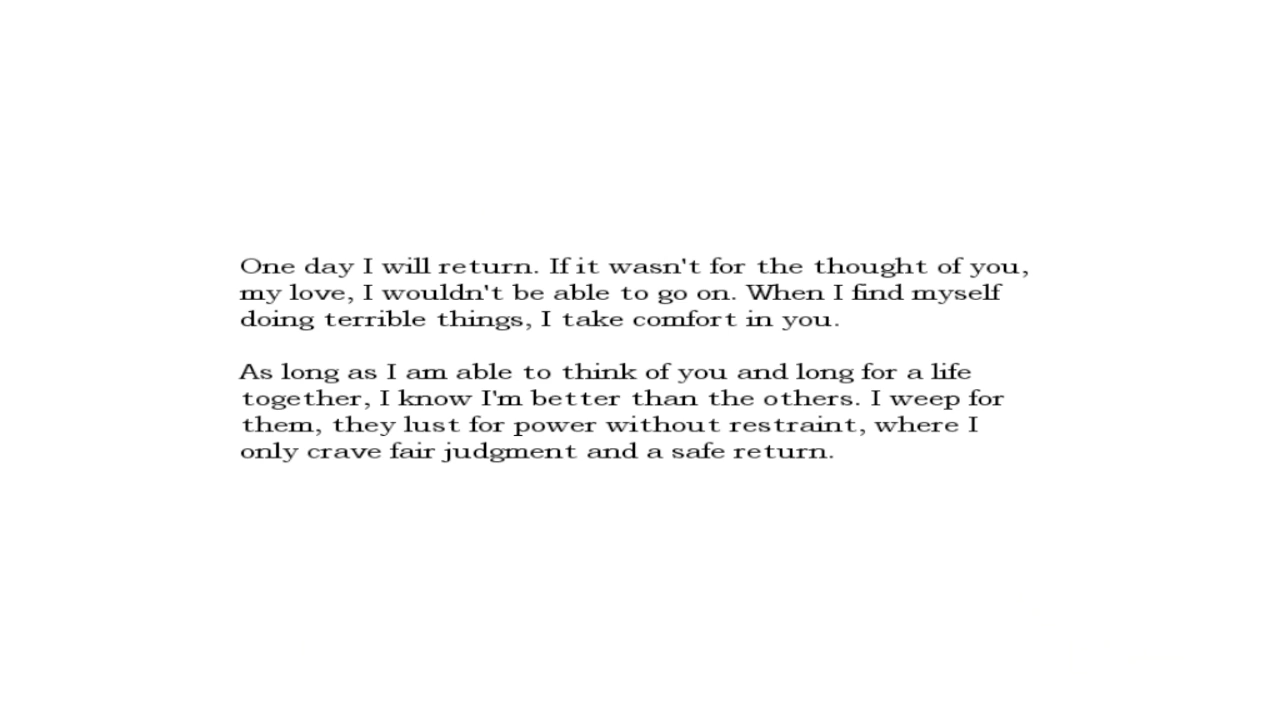 One day I will return. If it wasn't for the thought of you,
my love, I wouldn't be able to go on. When I find myself
doing terrible things, I take comfort in you.
As long as I am able to think of you and long for a life
together, I know I'm better than the others. I weep for
them, they lust for power without restraint, where I
only crave fair judgment and a safe return.